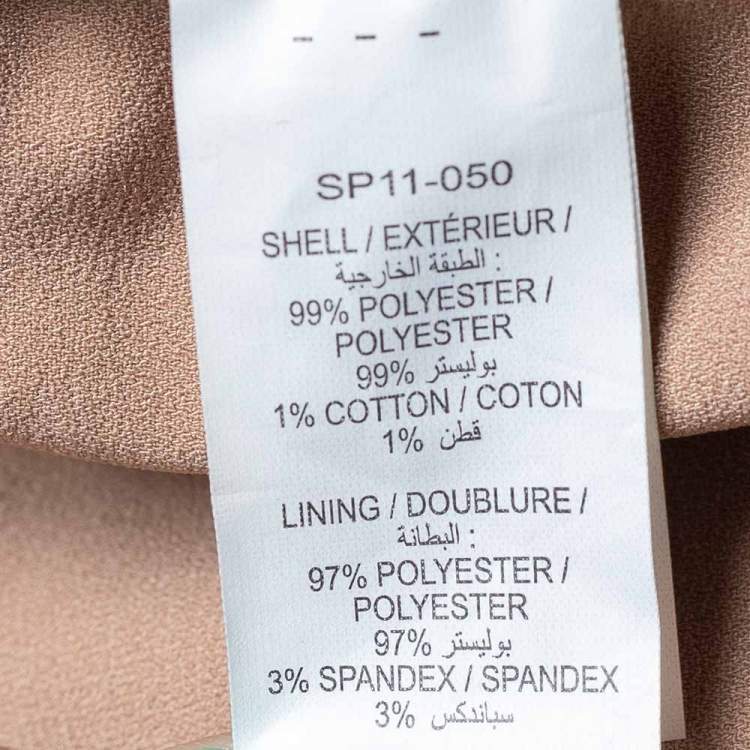 SP11-050
SHELL / EXTÉRIEUR /
الطبقة الخارجية :
99% POLYESTER /
POLYESTER
99% بوليستر
1% COTTON / COTON
1% قطن
LINING / DOUBLURE /
البطانة :
97% POLYESTER /
POLYESTER
97% بوليستر
3% SPANDEX / SPANDEX
3% سباندكس